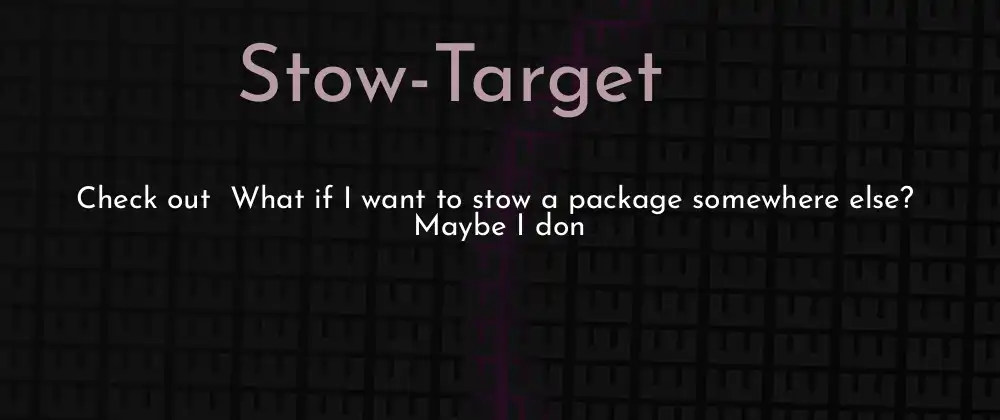 Stow-Target
Check out  What if I want to stow a package somewhere else?
Maybe I don